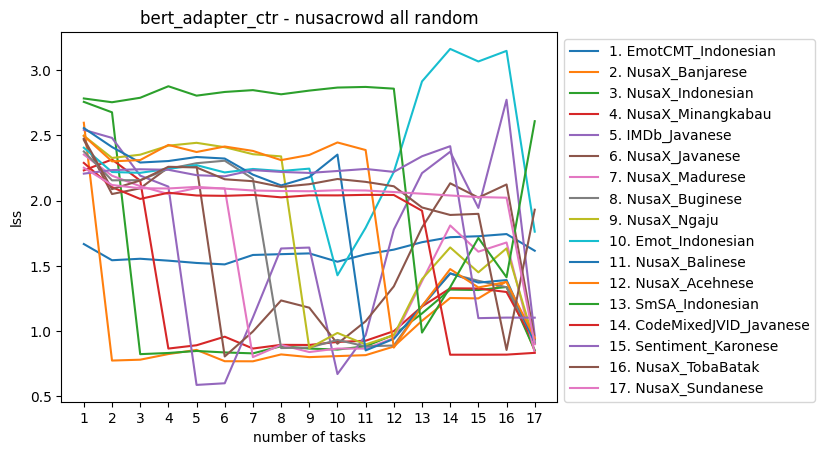 bert_adapter_ctr - nusacrowd all random
3.0
2.5
2.0
1.5
1.0
0.5
lss
1 2 3 4 5 6 7 8 9 10 11 12 13 14 15 16 17
number of tasks
1. EmotCMT_Indonesian
2. NusaX_Banjarese
3. NusaX_Indonesian
4. NusaX_Minangkabau
5. IMDb_Javanese
6. NusaX_Javanese
7. NusaX_Madurese
8. NusaX_Buginese
9. NusaX_Ngaju
10. Emot_Indonesian
11. NusaX_Balinese
12. NusaX_Acehnese
13. SmSA_Indonesian
14. CodeMixedJVID_Javanese
15. Sentiment_Karonese
16. NusaX_TobaBatak
17. NusaX_Sundanese